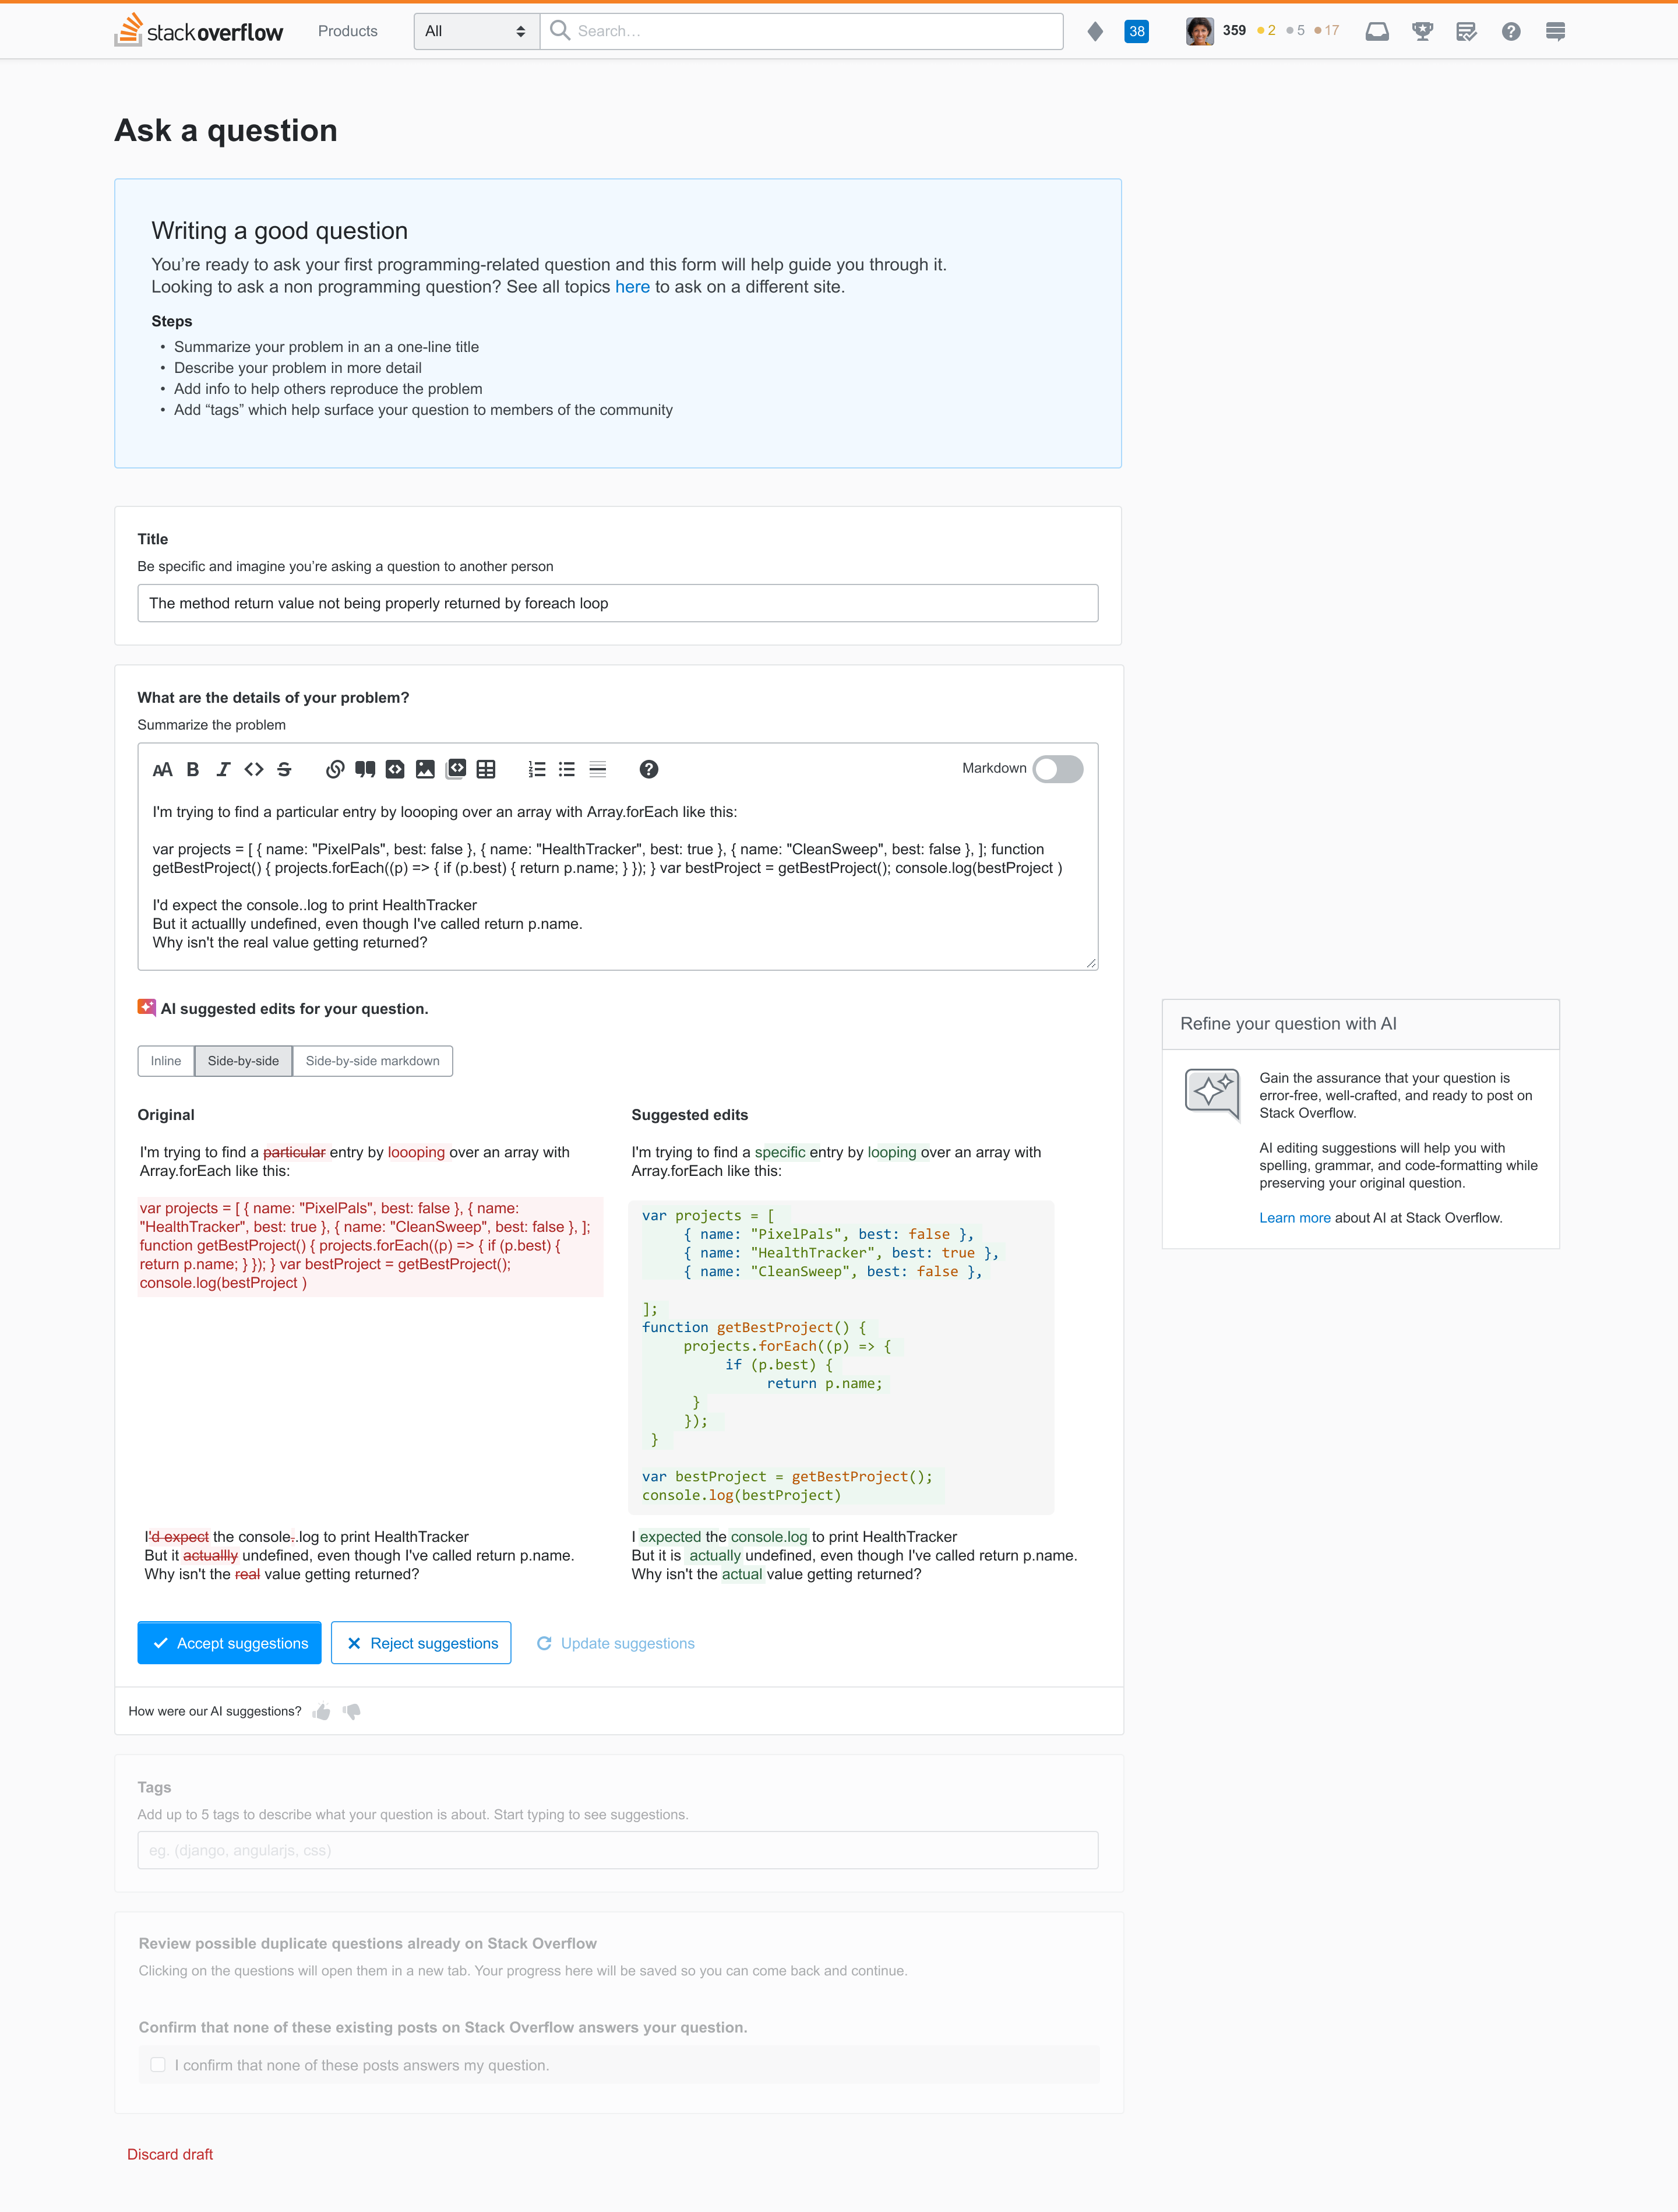 stackoverflow Products All Search... 38 359 2 5 17
Ask a question
Writing a good question
You’re ready to ask your first programming-related question and this form will help guide you through it.
Looking to ask a non programming question? See all topics here to ask on a different site.
Steps
• Summarize your problem in an a one-line title
• Describe your problem in more detail
• Add info to help others reproduce the problem
• Add “tags” which help surface your question to members of the community
Title
Be specific and imagine you’re asking a question to another person
The method return value not being properly returned by foreach loop
What are the details of your problem?
Summarize the problem
AA B I S Markdown
I'm trying to find a particular entry by loooping over an array with Array.forEach like this:
var projects = [ { name: "PixelPals", best: false }, { name: "HealthTracker", best: true }, { name: "CleanSweep", best: false }, ]; function
getBestProject() { projects.forEach((p) => { if (p.best) { return p.name; } }); } var bestProject = getBestProject(); console.log(bestProject )
I'd expect the console..log to print HealthTracker
But it actuallly undefined, even though I've called return p.name.
Why isn't the real value getting returned?
AI suggested edits for your question.
Inline Side-by-side Side-by-side markdown
Original
I'm trying to find a particular entry by loooping over an array with
Array.forEach like this:
var projects = [ { name: "PixelPals", best: false }, { name:
"HealthTracker", best: true }, { name: "CleanSweep", best: false }, ];
function getBestProject() { projects.forEach((p) => { if (p.best) {
return p.name; } }); } var bestProject = getBestProject();
console.log(bestProject )
I'd expect the console..log to print HealthTracker
But it actuallly undefined, even though I've called return p.name.
Why isn't the real value getting returned?
Suggested edits
I'm trying to find a specific entry by looping over an array with
Array.forEach like this:
var projects = [
{ name: "PixelPals", best: false },
{ name: "HealthTracker", best: true },
{ name: "CleanSweep", best: false },
];
function getBestProject() {
projects.forEach((p) => {
if (p.best) {
return p.name;
}
});
}
var bestProject = getBestProject();
console.log(bestProject)
I expected the console.log to print HealthTracker
But it is actually undefined, even though I've called return p.name.
Why isn't the actual value getting returned?
Accept suggestions Reject suggestions Update suggestions
How were our AI suggestions?
Refine your question with AI
Gain the assurance that your question is
error-free, well-crafted, and ready to post on
Stack Overflow.
AI editing suggestions will help you with
spelling, grammar, and code-formatting while
preserving your original question.
Learn more about AI at Stack Overflow.
Tags
Add up to 5 tags to describe what your question is about. Start typing to see suggestions.
eg. (django, angularjs, css)
Review possible duplicate questions already on Stack Overflow
Clicking on the questions will open them in a new tab. Your progress here will be saved so you can come back and continue.
Confirm that none of these existing posts on Stack Overflow answers your question.
I confirm that none of these posts answers my question.
Discard draft